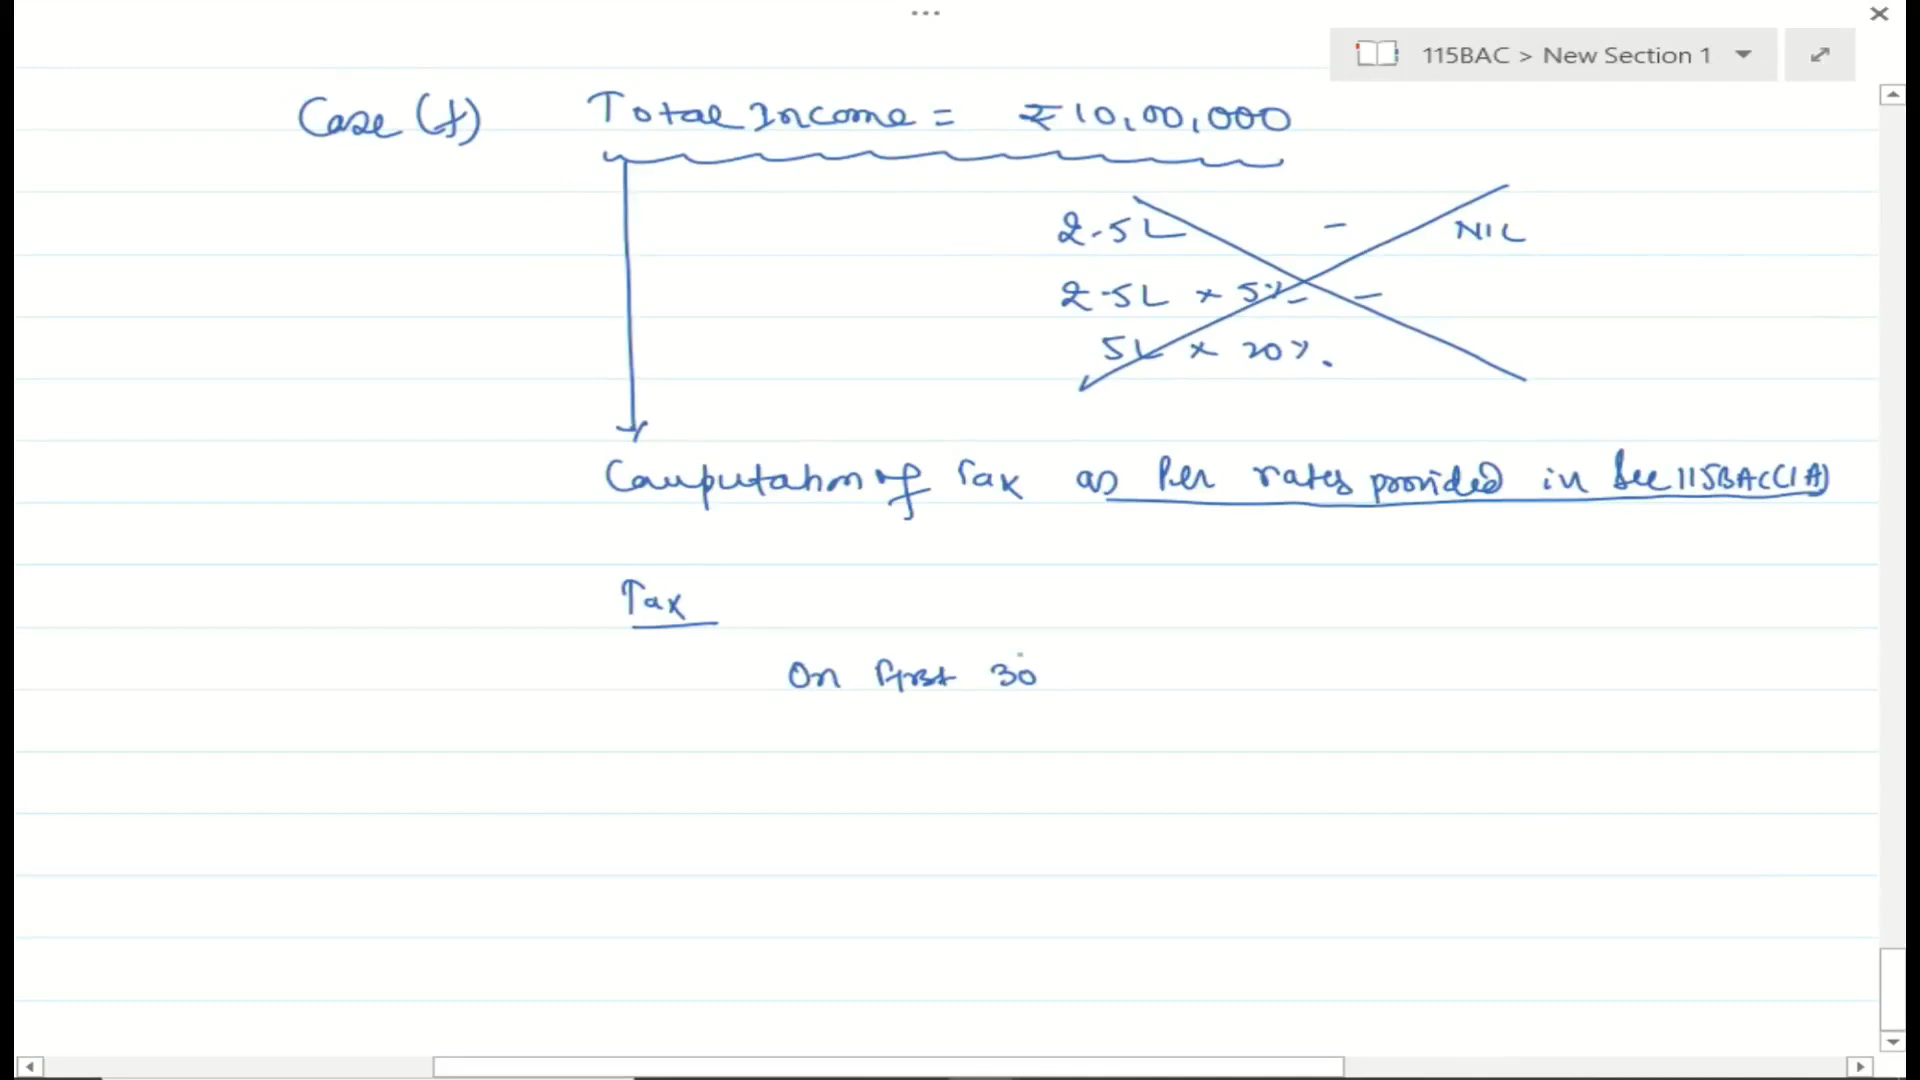 ...
115BAC > New Section 1
Case (f) Total Income = ₹10,00,000
2.5L - NIL
2.5L x 5% -
5L x 20%.
Computation of Tax as per rates provided in Sec 115BAC(1A)
Tax
On first 30